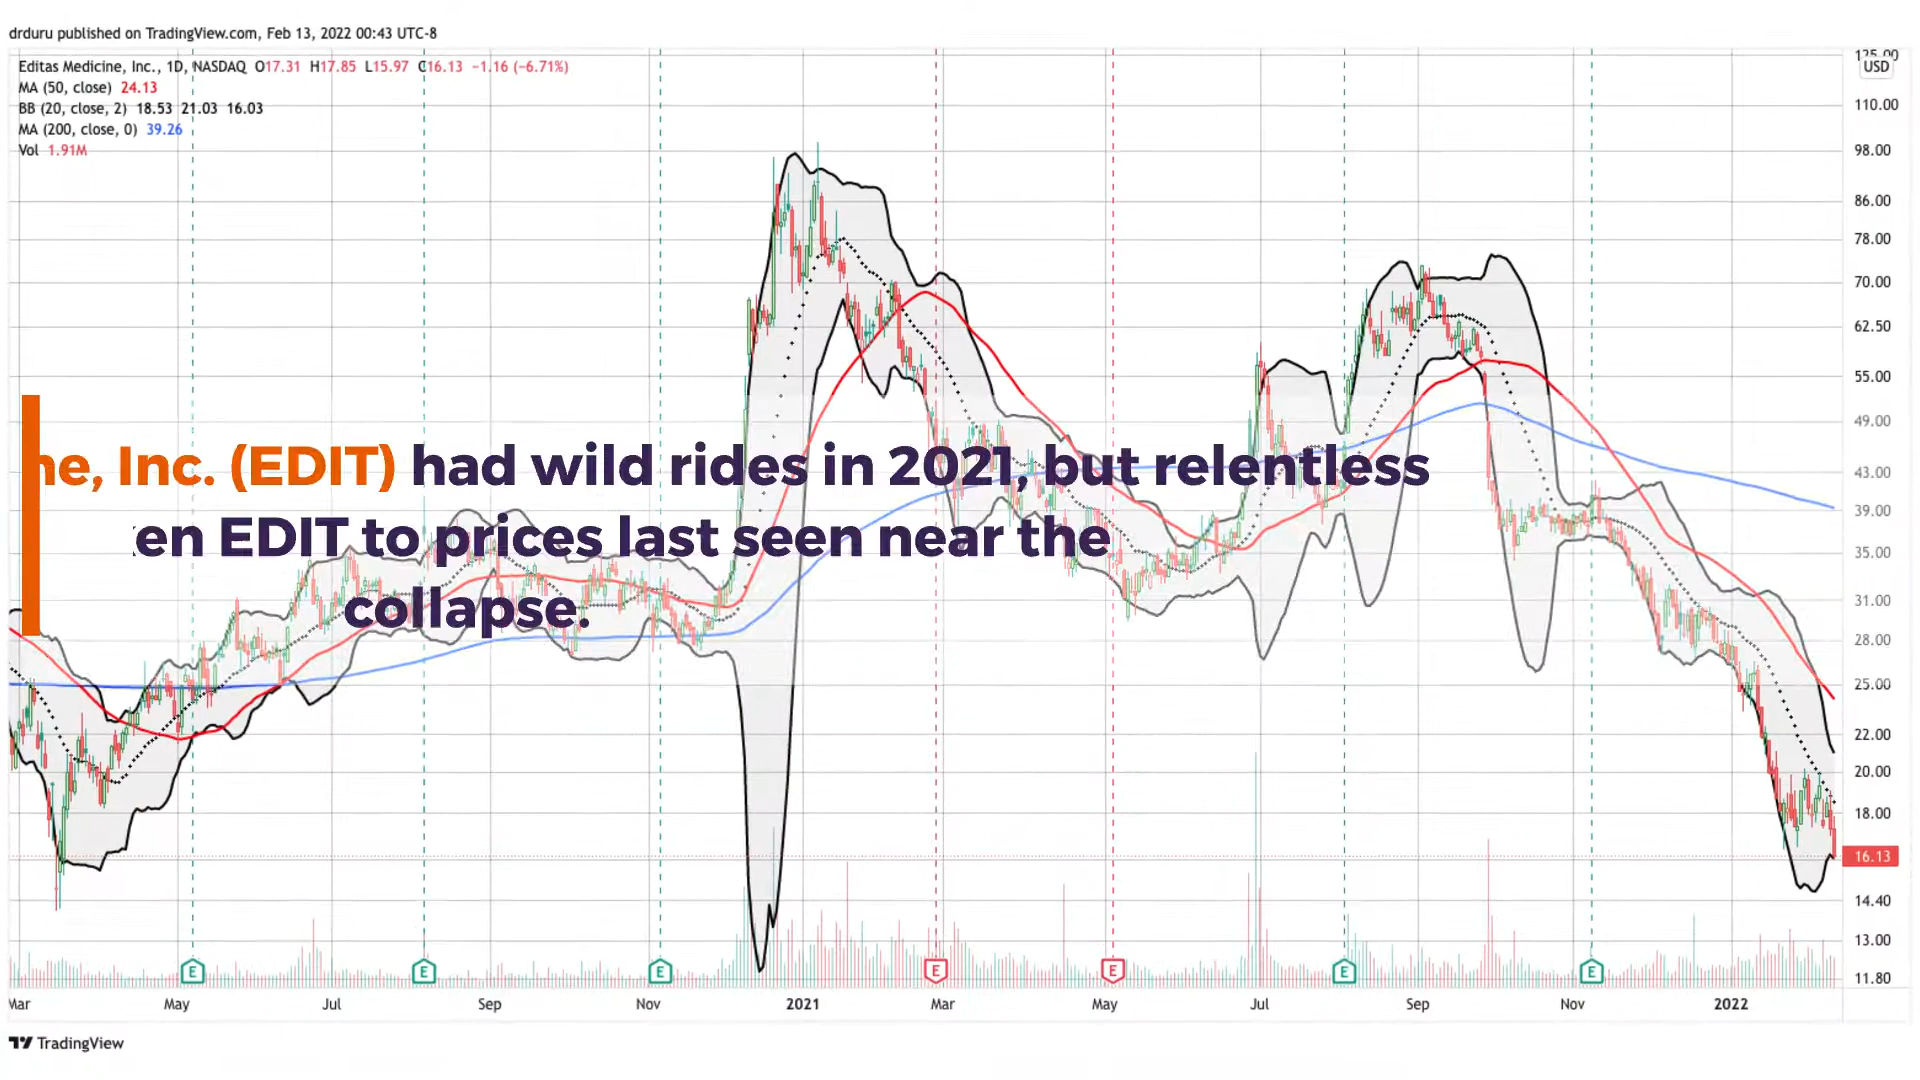 drduru published on TradingView.com, Feb 13, 2022 00:43 UTC-8
Editas Medicine, Inc., 1D, NASDAQ O17.31 H17.85 L15.97 C16.13 −1.16 (−6.71%)
MA (50, close) 24.13
BB (20, close, 2) 18.53 21.03 16.03
MA (200, close, 0) 39.26
Vol 1.91M
125.00
USD
110.00
98.00
86.00
78.00
70.00
62.50
55.00
49.00
43.00
39.00
35.00
31.00
28.00
25.00
22.00
20.00
18.00
16.13
14.40
13.00
11.80
ne, Inc. (EDIT) had wild rides in 2021, but relentless
en EDIT to prices last seen near the
collapse.
E E E E E E E
Mar May Jul Sep Nov 2021 Mar May Jul Sep Nov 2022
TradingView